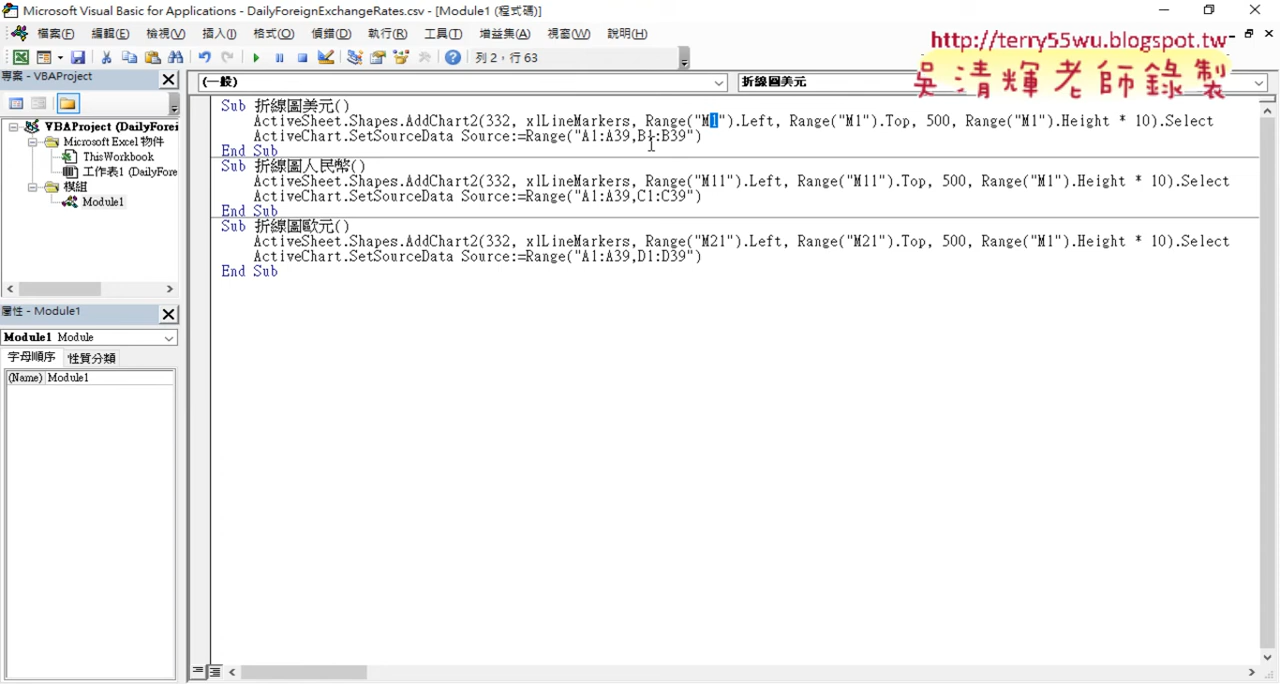 Microsoft Visual Basic for Applications - DailyForeignExchangeRates.csv - [Module1 (程式碼)]
檔案(F) 編輯(E) 檢視(V) 插入(I) 格式(O) 偵錯(D) 執行(R) 工具(T) 增益集(A) 視窗(W) 說明(H)
http://terry55wu.blogspot.tw
吳清輝老師錄製
列 2，行 63
專案 - VBAProject
(一般)
折線圖美元
VBAProject (DailyForei
Microsoft Excel 物件
ThisWorkbook
工作表1 (DailyFore
模組
Module1
屬性 - Module1
Module1 Module
字母順序 性質分類
(Name) Module1
Sub 折線圖美元()
ActiveSheet.Shapes.AddChart2(332, xlLineMarkers, Range("M1").Left, Range("M1").Top, 500, Range("M1").Height * 10).Select
ActiveChart.SetSourceData Source:=Range("A1:A39,B1:B39")
End Sub
Sub 折線圖人民幣()
ActiveSheet.Shapes.AddChart2(332, xlLineMarkers, Range("M11").Left, Range("M11").Top, 500, Range("M1").Height * 10).Select
ActiveChart.SetSourceData Source:=Range("A1:A39,C1:C39")
End Sub
Sub 折線圖歐元()
ActiveSheet.Shapes.AddChart2(332, xlLineMarkers, Range("M21").Left, Range("M21").Top, 500, Range("M1").Height * 10).Select
ActiveChart.SetSourceData Source:=Range("A1:A39,D1:D39")
End Sub